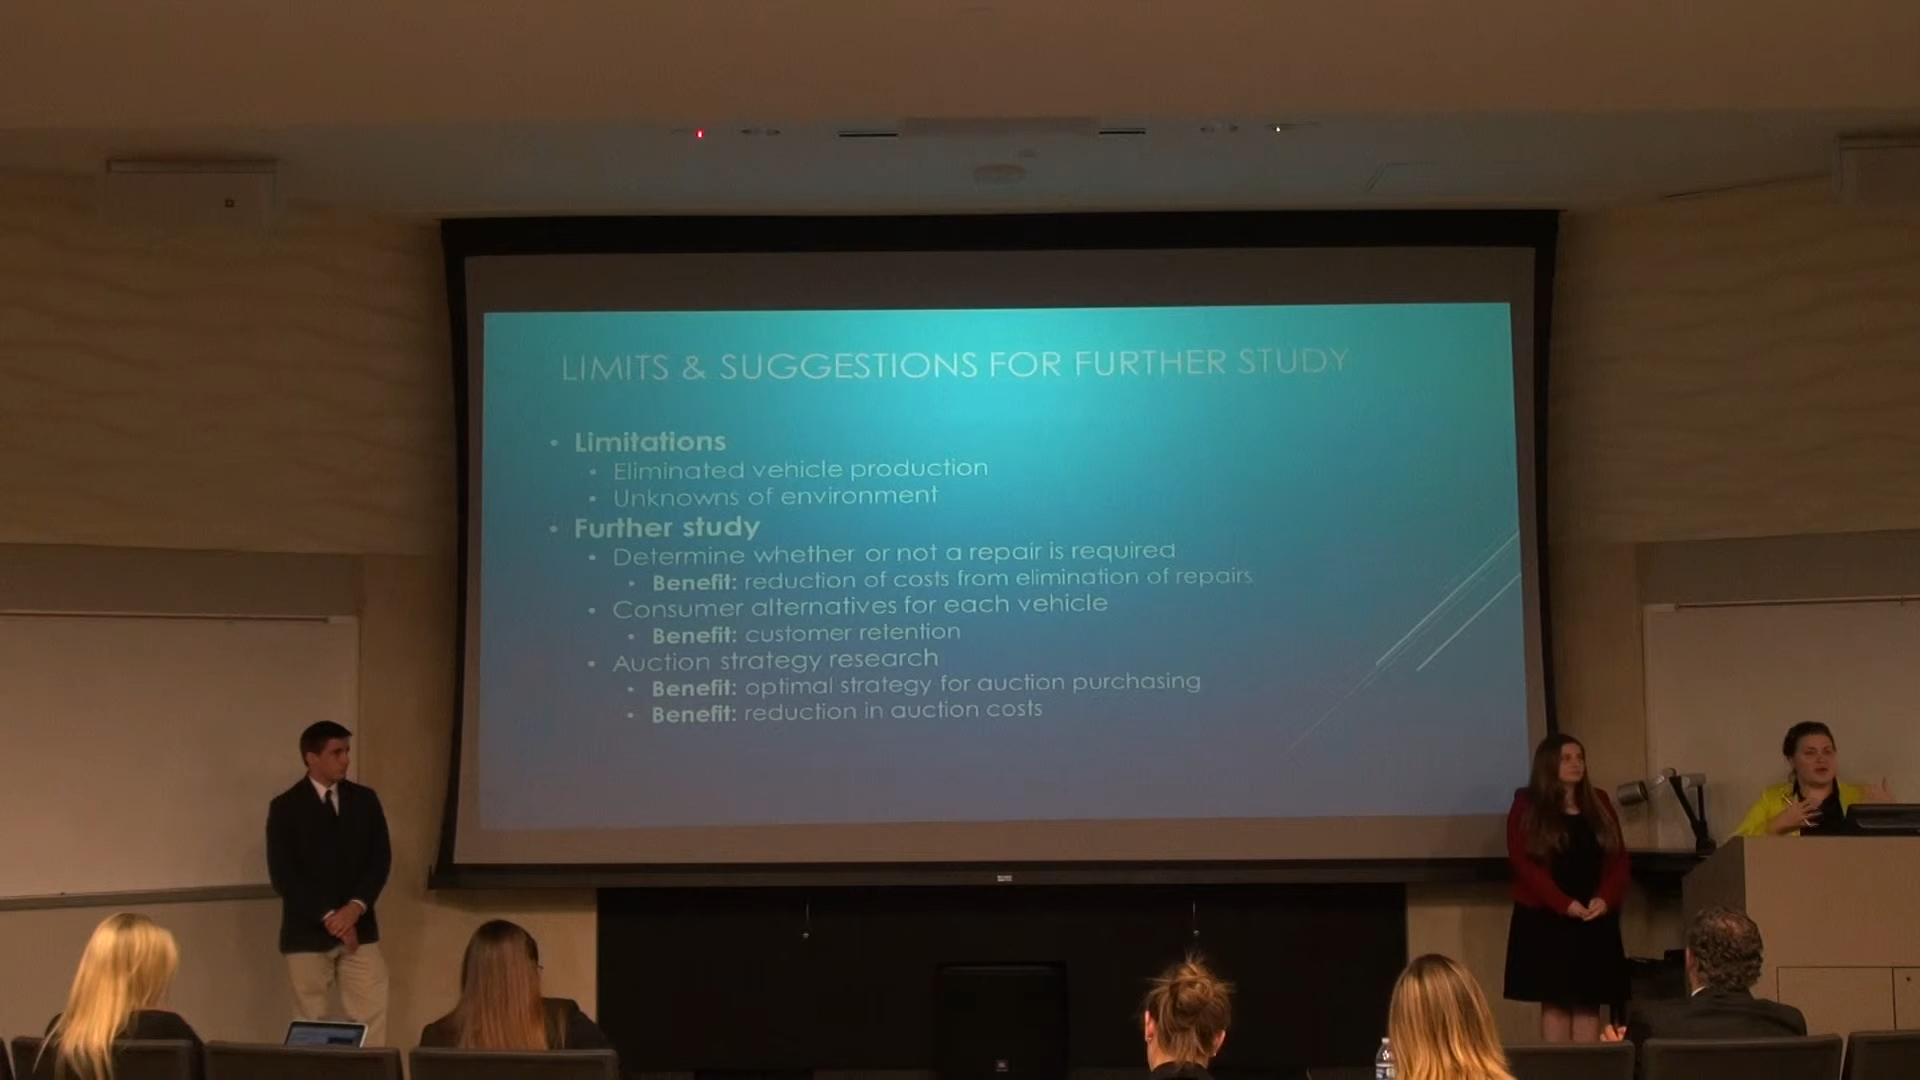 LIMITS & SUGGESTIONS FOR FURTHER STUDY
• Limitations
• Eliminated vehicle production
• Unknowns of environment
• Further study
• Determine whether or not a repair is required
• Benefit: reduction of costs from elimination of repairs
• Consumer alternatives for each vehicle
• Benefit: customer retention
• Auction strategy research
• Benefit: optimal strategy for auction purchasing
• Benefit: reduction in auction costs